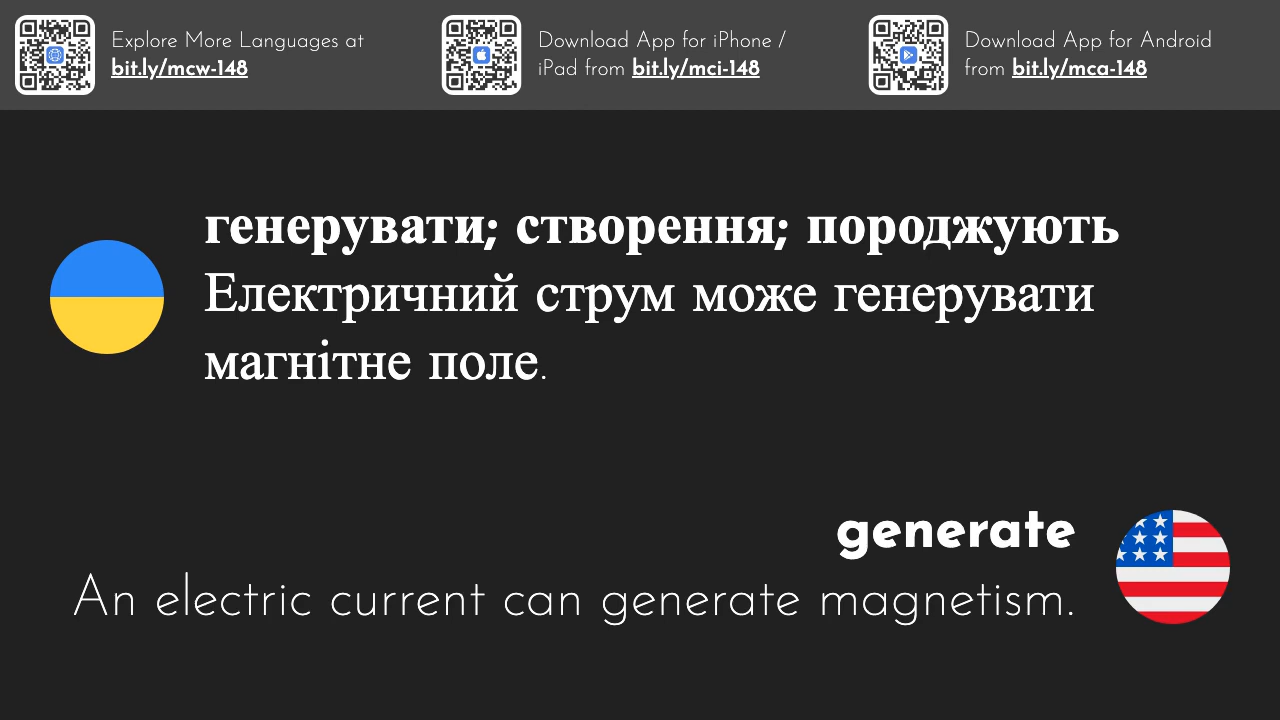 Explore More Languages at
bit.ly/mcw-148
Download App for iPhone /
iPad from bit.ly/mci-148
Download App for Android
from bit.ly/mca-148
генерувати; створення; породжують
Електричний струм може генерувати
магнітне поле.
generate
An electric current can generate magnetism.